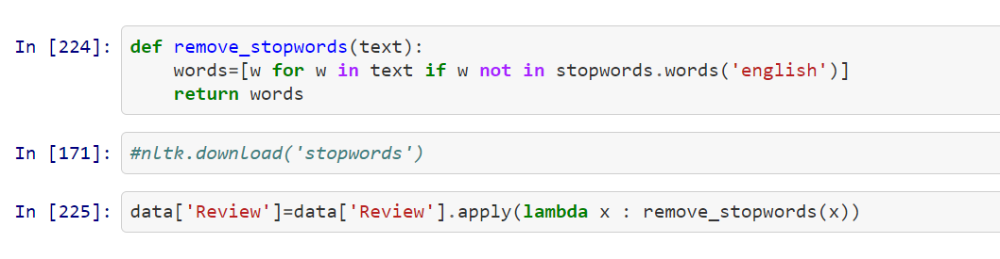 In [224]: def remove_stopwords(text):
    words=[w for w in text if w not in stopwords.words('english')]
    return words
In [171]: #nltk.download('stopwords')
In [225]: data['Review']=data['Review'].apply(lambda x : remove_stopwords(x))